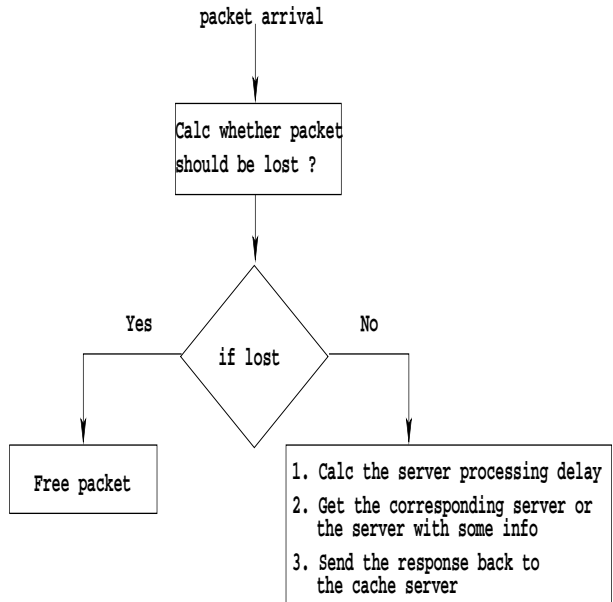 packet arrival
Calc whether packet
should be lost ?
Yes
No
if lost
Free packet
1. Calc the server processing delay
2. Get the corresponding server or
the server with some info
3. Send the response back to
the cache server